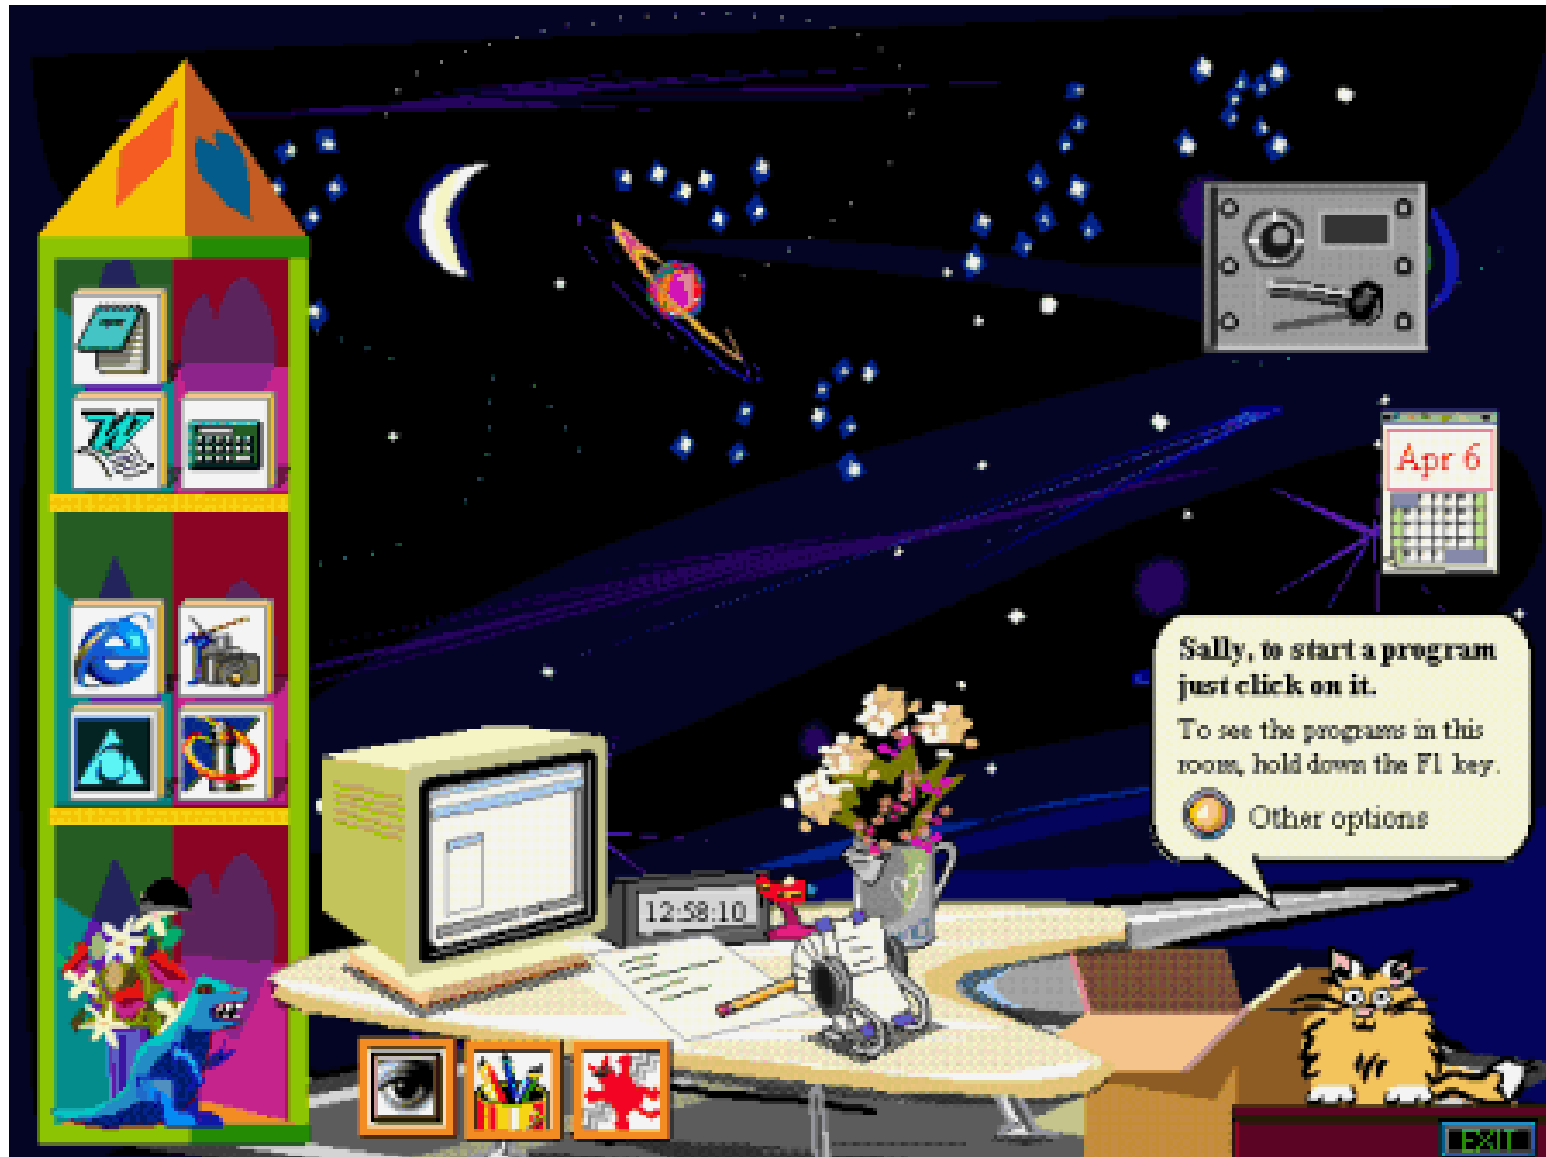 Apr 6
Sally, to start a program
just click on it.
To see the programs in this
room, hold down the F1 key.
Other options
12:58:10
EXIT